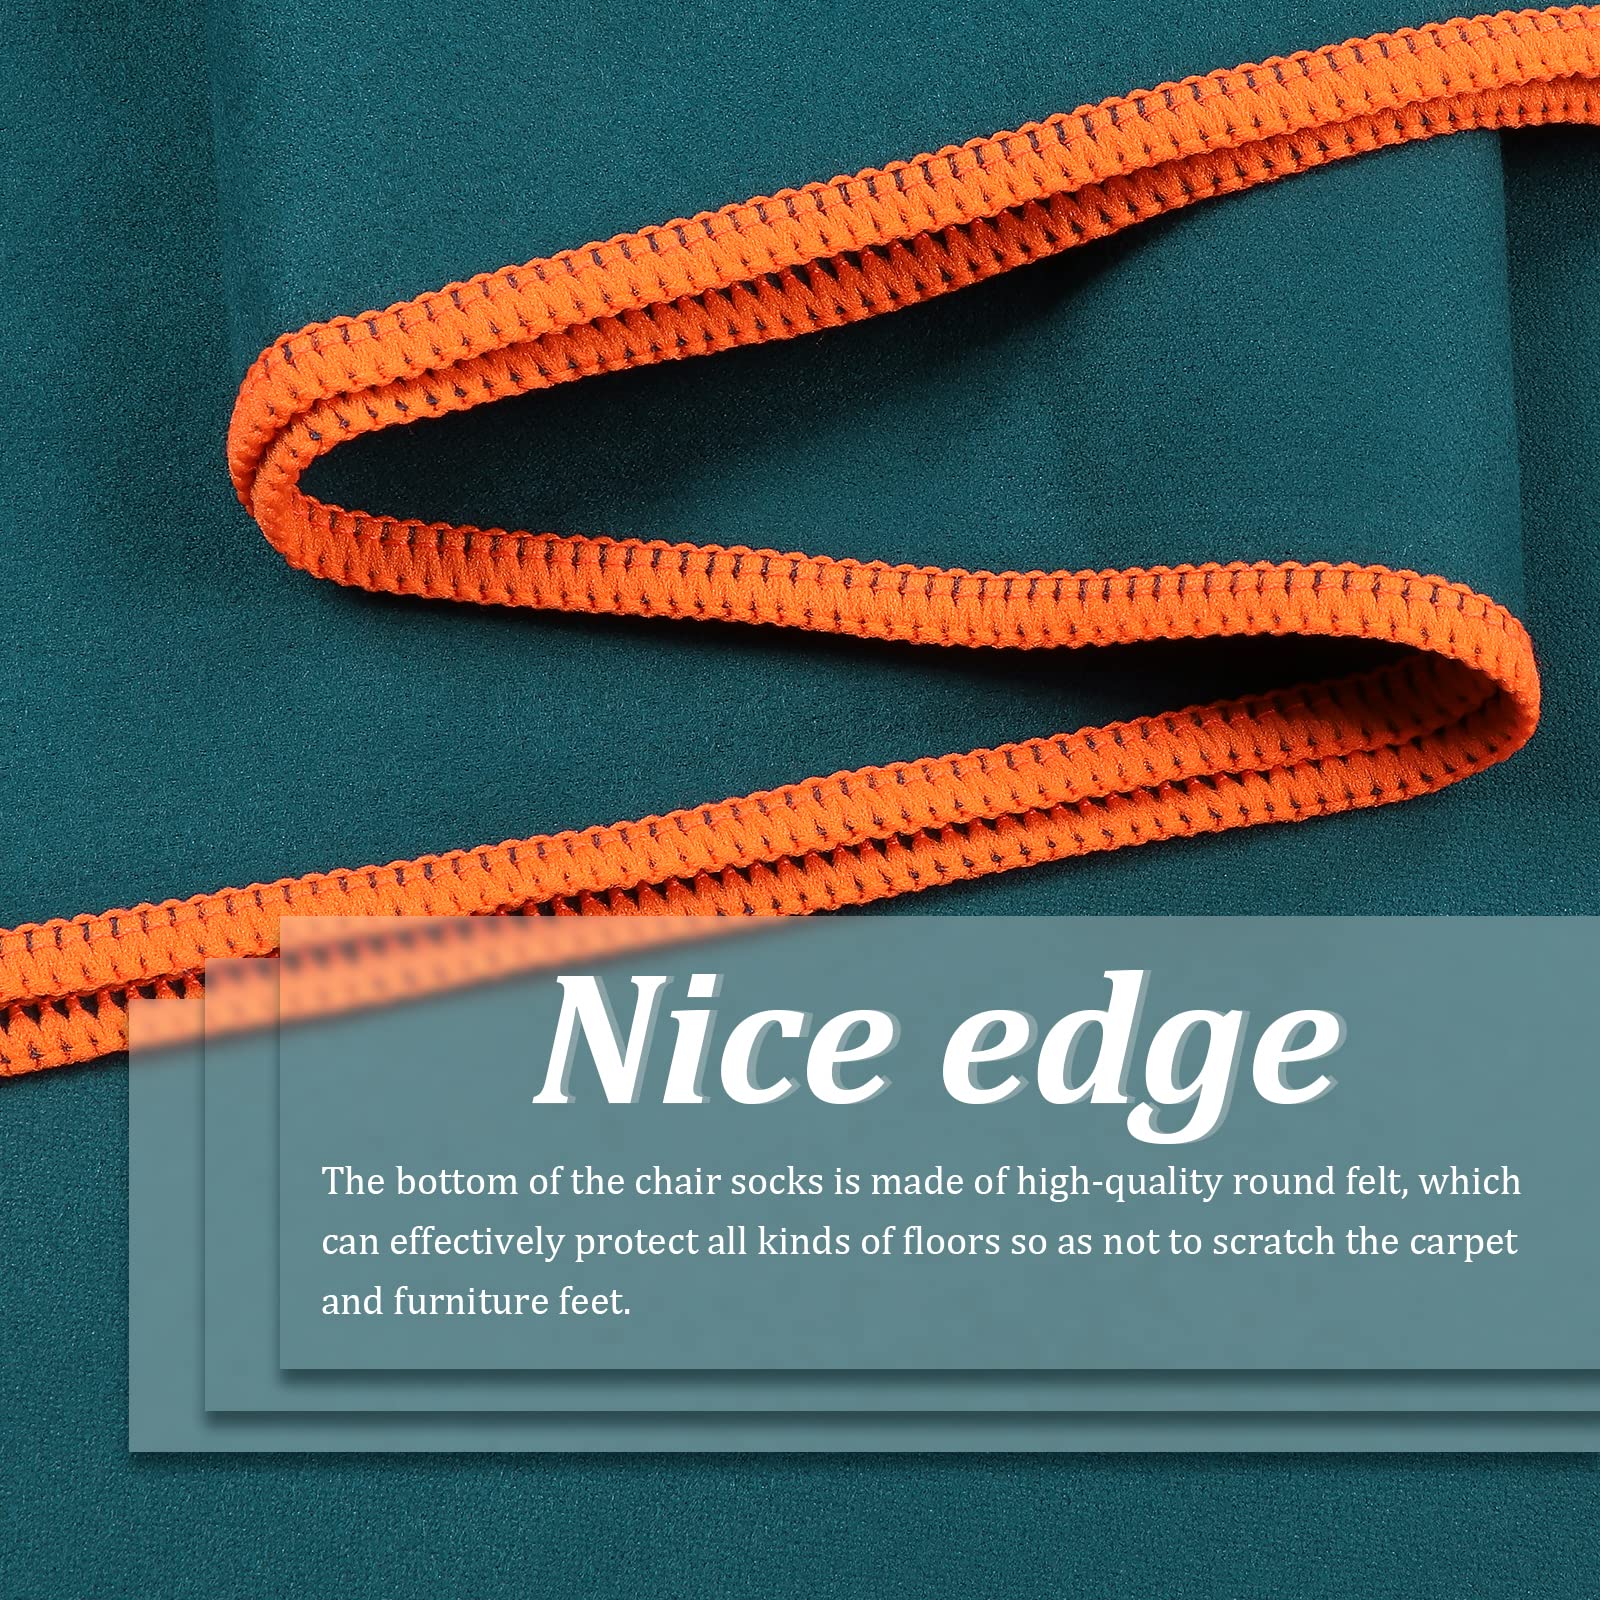 Nice edge
The bottom of the chair socks is made of high-quality round felt, which
can effectively protect all kinds of floors so as not to scratch the carpet
and furniture feet.